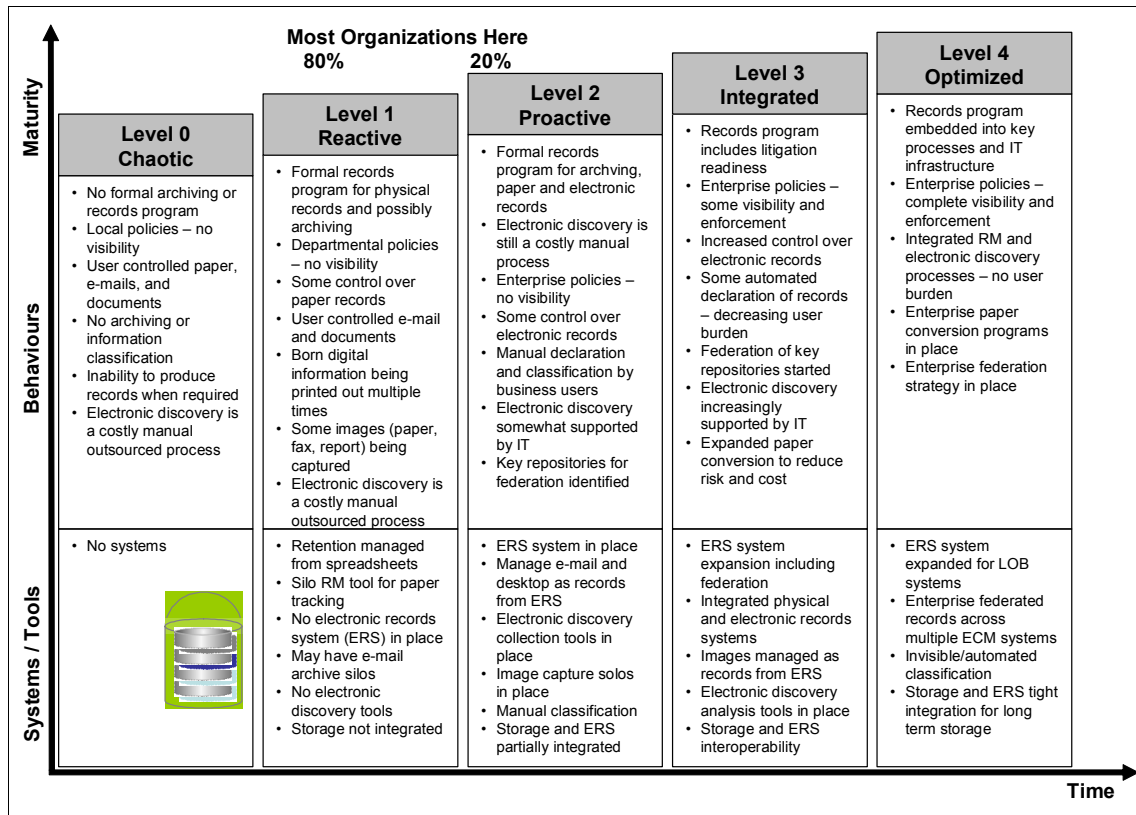 Most Organizations Here
80%
20%
Maturity
Behaviours
Systems / Tools
Level 0
Chaotic
• No formal archiving or
records program
• Local policies – no
visibility
• User controlled paper,
e-mails, and
documents
• No archiving or
information
classification
• Inability to produce
records when required
• Electronic discovery is
a costly manual
outsourced process
• No systems
Level 1
Reactive
• Formal records
program for physical
records and possibly
archiving
• Departmental policies
– no visibility
• Some control over
paper records
• User controlled e-mail
and documents
• Born digital
information being
printed out multiple
times
• Some images (paper,
fax, report) being
captured
• Electronic discovery is
a costly manual
outsourced process
• Retention managed
from spreadsheets
• Silo RM tool for paper
tracking
• No electronic records
system (ERS) in place
• May have e-mail
archive silos
• No electronic
discovery tools
• Storage not integrated
Level 2
Proactive
• Formal records
program for archving,
paper and electronic
records
• Electronic discovery is
still a costly manual
process
• Enterprise policies –
no visibility
• Some control over
electronic records
• Manual declaration
and classification by
business users
• Electronic discovery
somewhat supported
by IT
• Key repositories for
federation identified
• ERS system in place
• Manage e-mail and
desktop as records
from ERS
• Electronic discovery
collection tools in
place
• Image capture solos
in place
• Manual classification
• Storage and ERS
partially integrated
Level 3
Integrated
• Records program
includes litigation
readiness
• Enterprise policies –
some visibility and
enforcement
• Increased control over
electronic records
• Some automated
declaration of records
– decreasing user
burden
• Federation of key
repositories started
• Electronic discovery
increasingly
supported by IT
• Expanded paper
conversion to reduce
risk and cost
• ERS system
expansion including
federation
• Integrated physical
and electronic records
systems
• Images managed as
records from ERS
• Electronic discovery
analysis tools in place
• Storage and ERS
interoperability
Level 4
Optimized
• Records program
embedded into key
processes and IT
infrastructure
• Enterprise policies –
complete visibility and
enforcement
• Integrated RM and
electronic discovery
processes – no user
burden
• Enterprise paper
conversion programs
in place
• Enterprise federation
strategy in place
• ERS system
expanded for LOB
systems
• Enterprise federated
records across
multiple ECM systems
• Invisible/automated
classification
• Storage and ERS tight
integration for long
term storage
Time